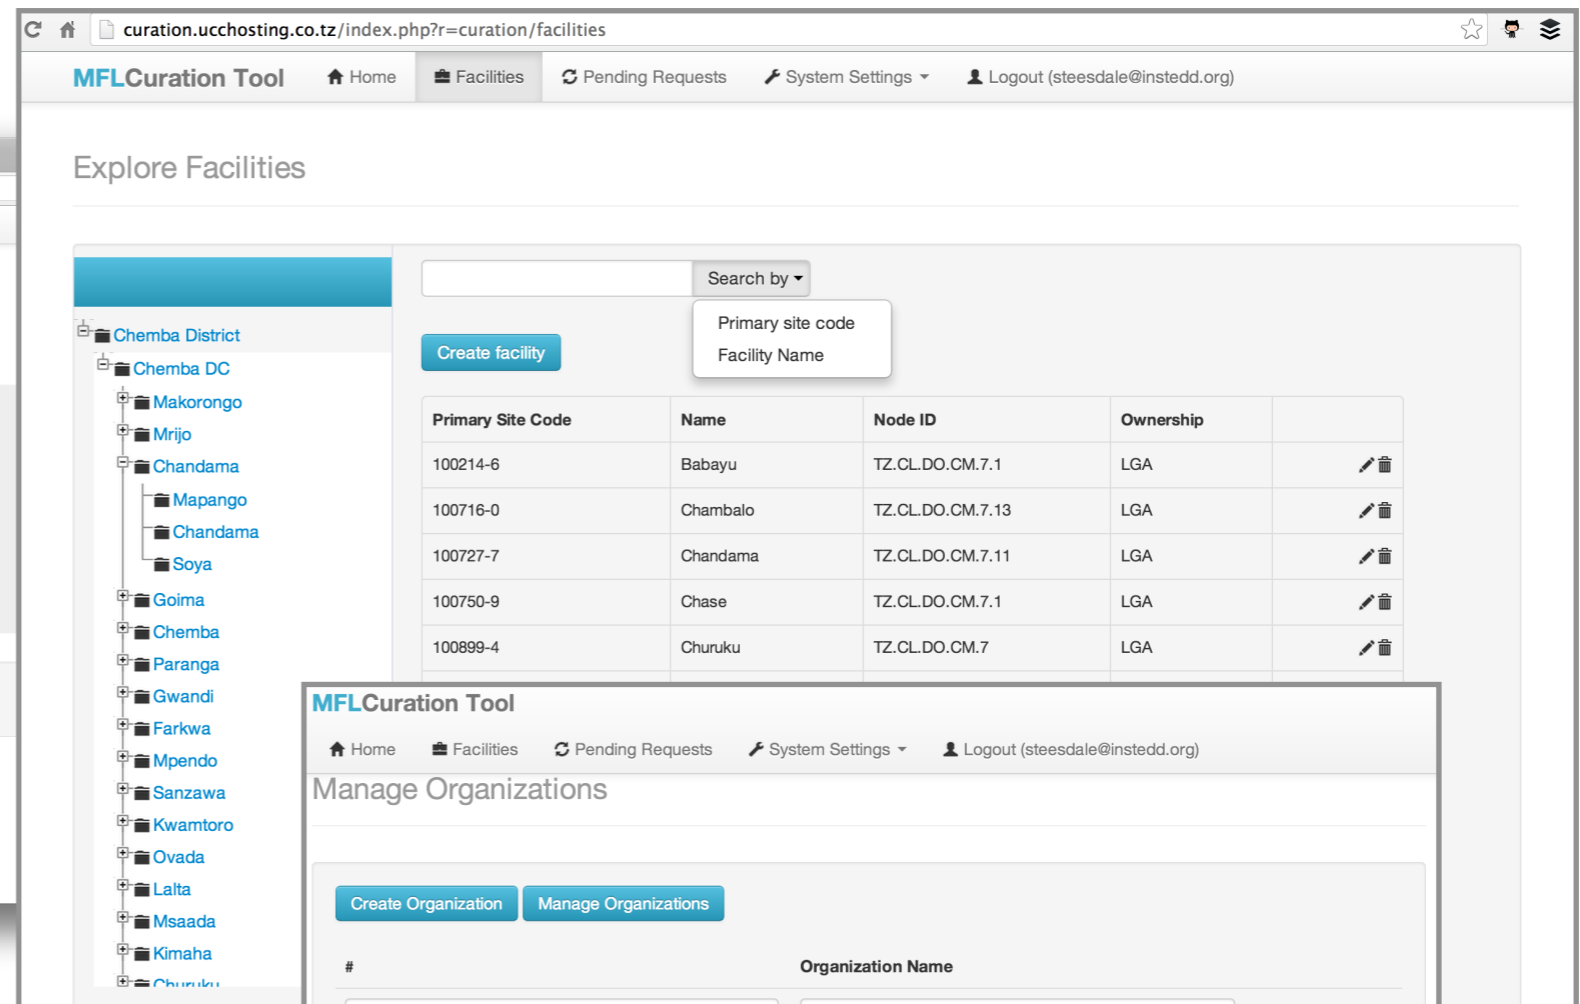 curation.ucchosting.co.tz/index.php?r=curation/facilities
MFLCuration Tool Home Facilities Pending Requests System Settings Logout (steesdale@instedd.org)
Explore Facilities
Search by
Primary site code
Facility Name
Create facility
Chemba District
Chemba DC
Makorongo
Mrijo
Chandama
Mapango
Chandama
Soya
Goima
Chemba
Paranga
Gwandi
Farkwa
Mpendo
Sanzawa
Kwamtoro
Ovada
Lalta
Msaada
Kimaha
Churuku
Primary Site Code Name Node ID Ownership
100214-6 Babayu TZ.CL.DO.CM.7.1 LGA
100716-0 Chambalo TZ.CL.DO.CM.7.13 LGA
100727-7 Chandama TZ.CL.DO.CM.7.11 LGA
100750-9 Chase TZ.CL.DO.CM.7.1 LGA
100899-4 Churuku TZ.CL.DO.CM.7 LGA
MFLCuration Tool
Home Facilities Pending Requests System Settings Logout (steesdale@instedd.org)
Manage Organizations
Create Organization Manage Organizations
# Organization Name